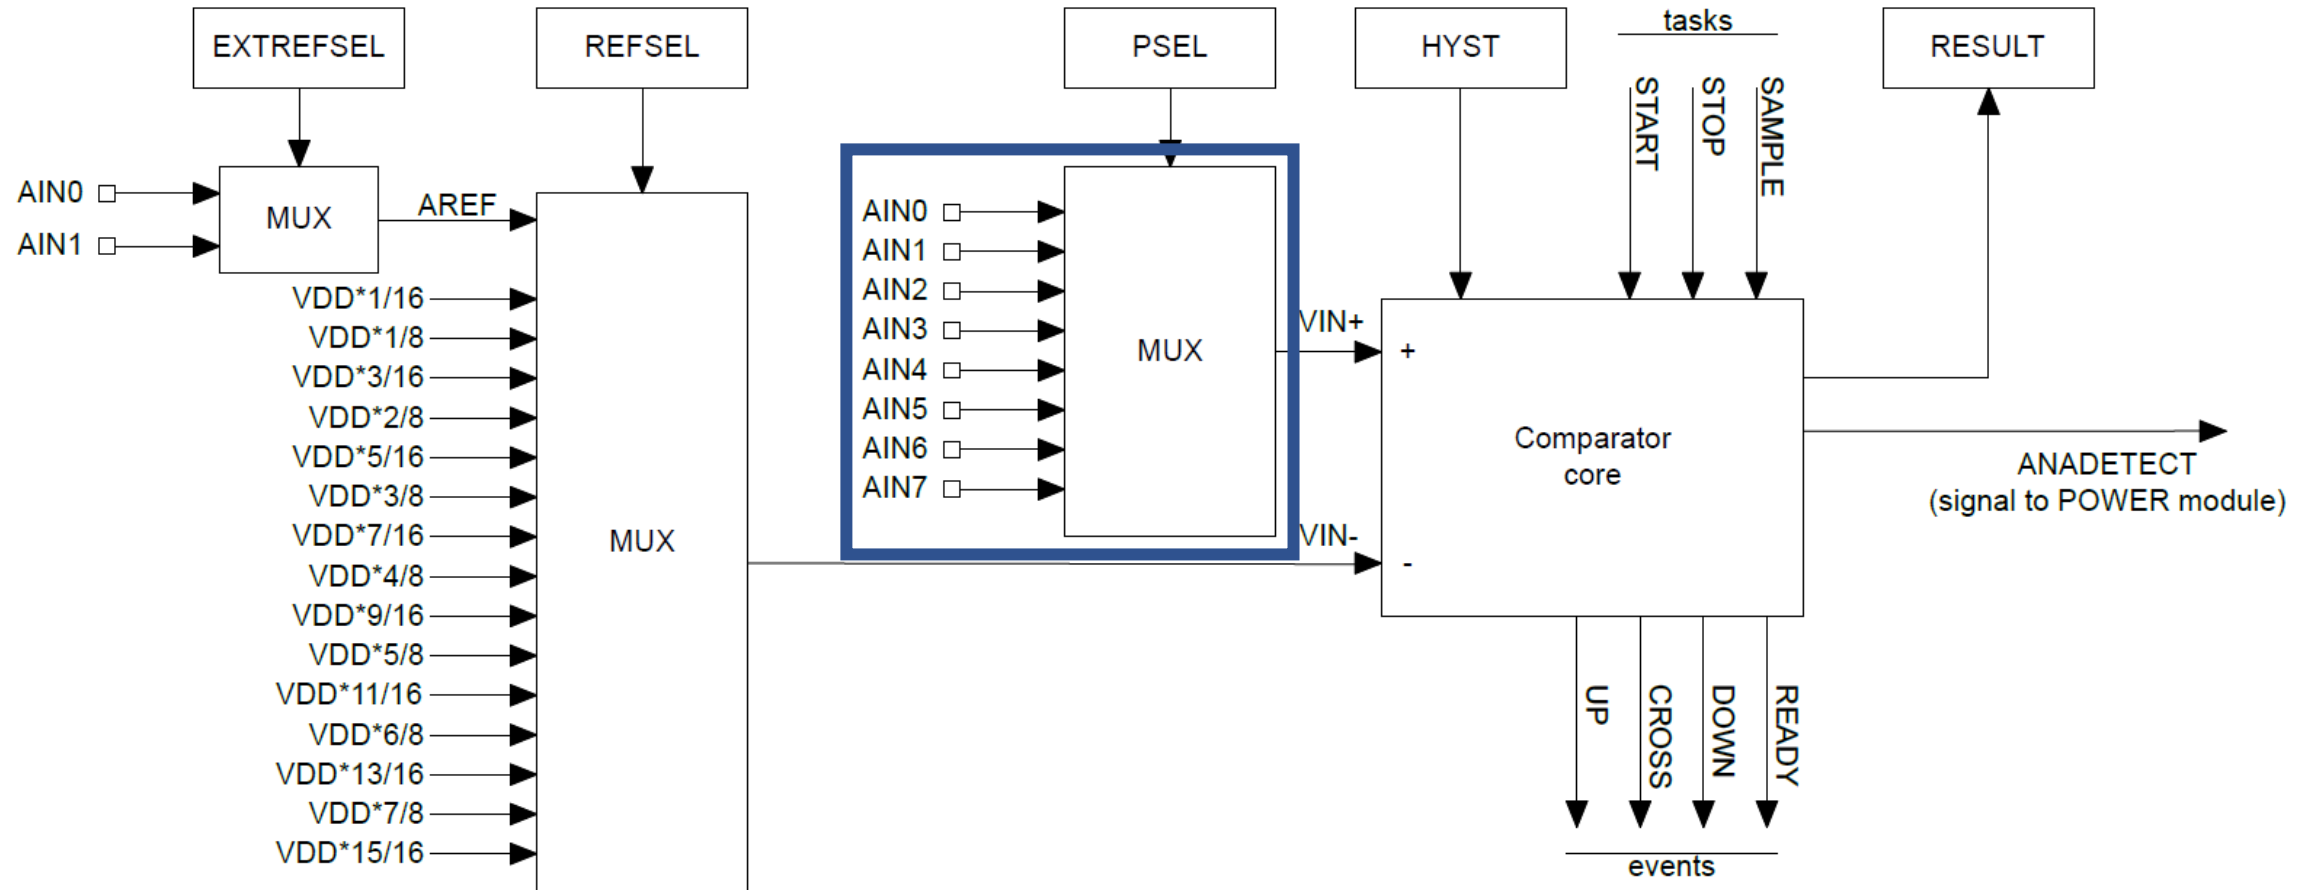 EXTREFSEL
REFSEL
PSEL
HYST
tasks
RESULT
START
STOP
SAMPLE
AIN0
AIN1
MUX
AREF
VDD*1/16
VDD*1/8
VDD*3/16
VDD*2/8
VDD*5/16
VDD*3/8
VDD*7/16
VDD*4/8
VDD*9/16
VDD*5/8
VDD*11/16
VDD*6/8
VDD*13/16
VDD*7/8
VDD*15/16
MUX
AIN0
AIN1
AIN2
AIN3
AIN4
AIN5
AIN6
AIN7
MUX
VIN+
VIN-
+
-
Comparator
core
ANADETECT
(signal to POWER module)
UP
CROSS
DOWN
READY
events